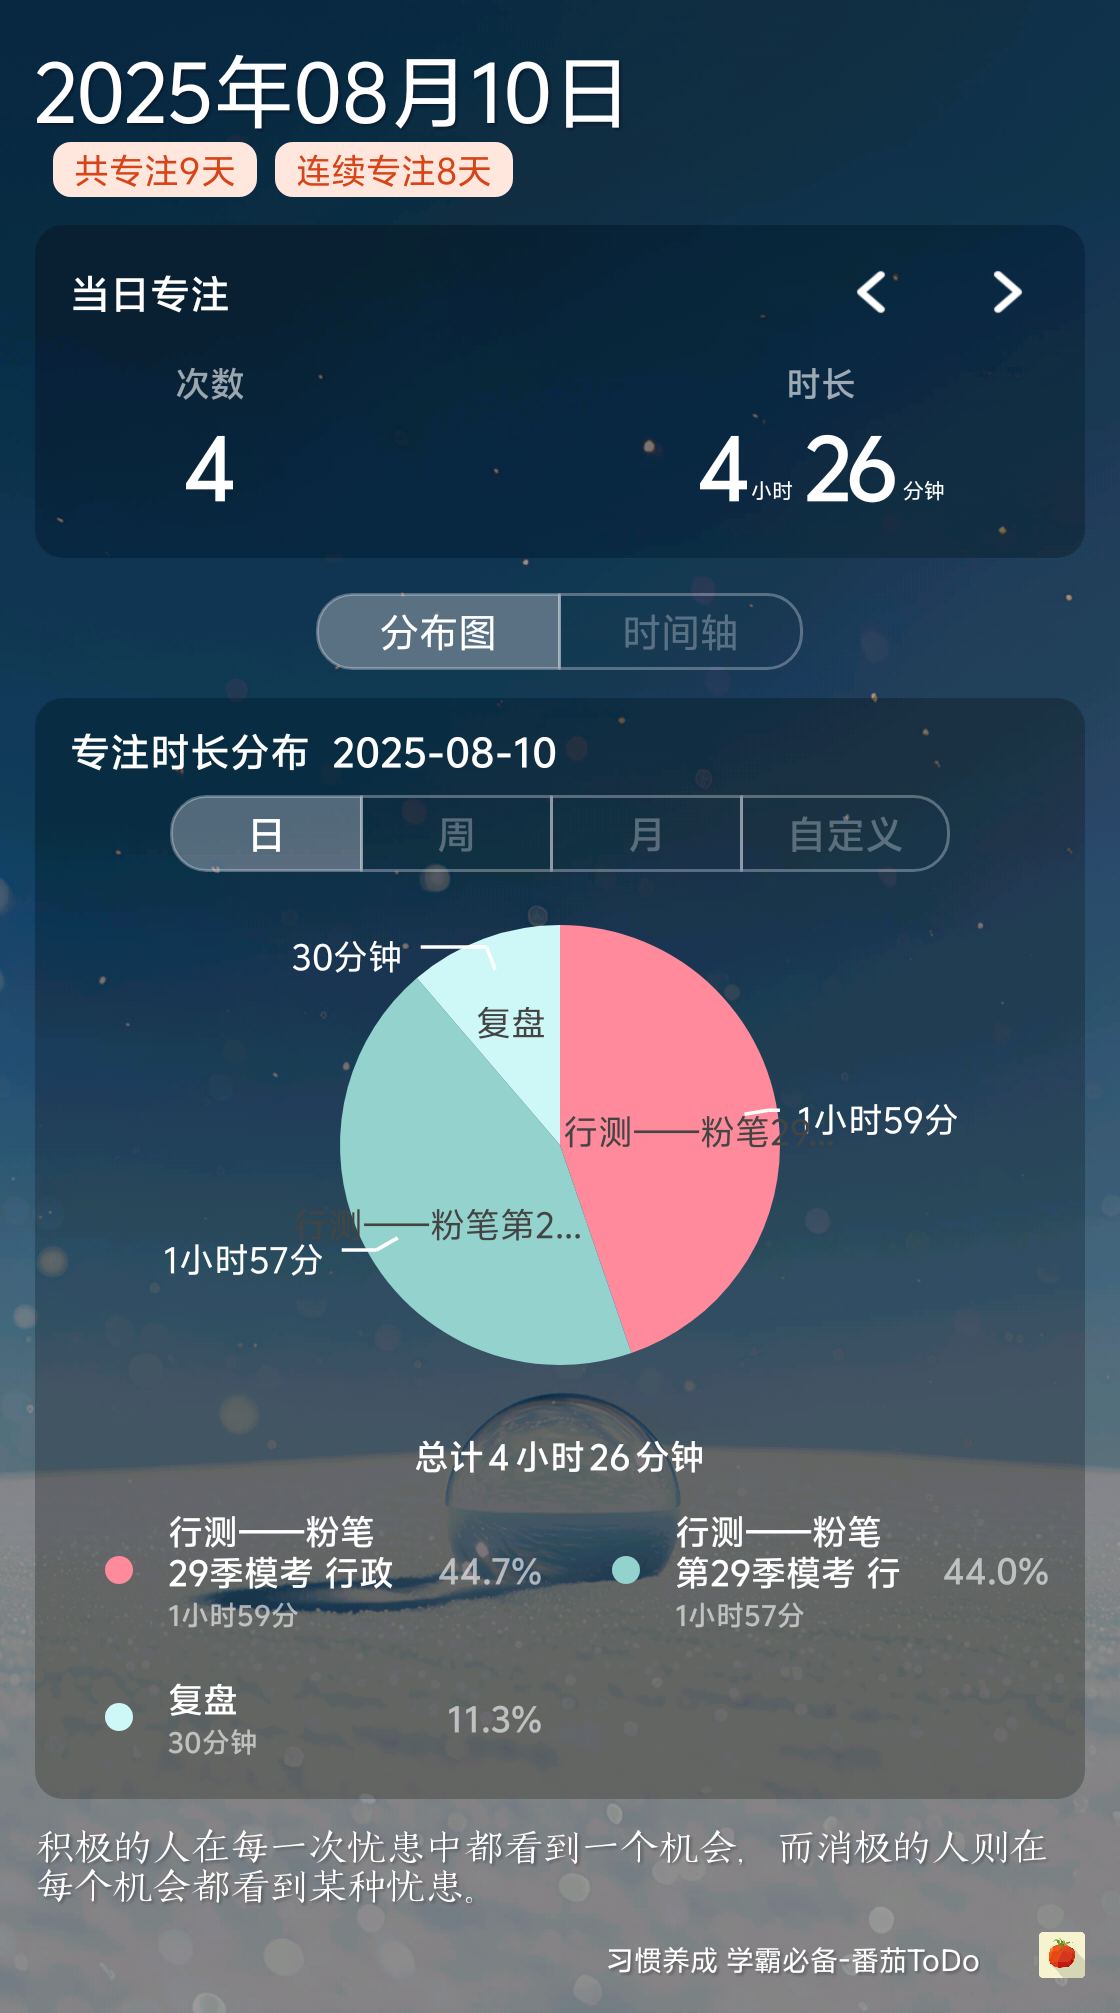 2025年08月10日
共专注9天 连续专注8天
当日专注
次数 时长
4 4小时26分钟
分布图 时间轴
专注时长分布 2025-08-10
日 周 月 自定义
30分钟
复盘
行测——粉笔29... 1小时59分
行测——粉笔第2...
1小时57分
总计4小时26分钟
行测——粉笔
29季模考 行政 44.7%
1小时59分
行测——粉笔
第29季模考 行 44.0%
1小时57分
复盘 11.3%
30分钟
积极的人在每一次忧患中都看到一个机会，而消极的人则在
每个机会都看到某种忧患。
习惯养成 学霸必备-番茄ToDo